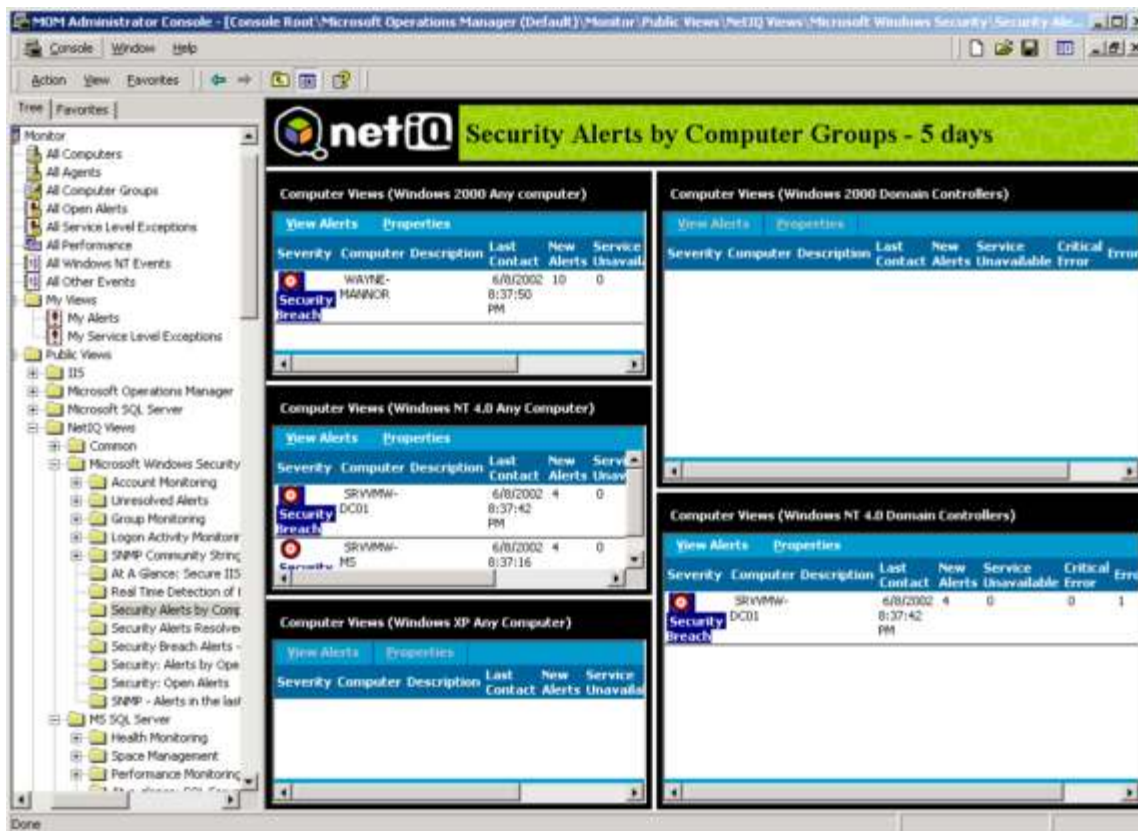 MOM Administrator Console - [Console Root\Microsoft Operations Manager (Default)\Monitor\Public Views\NetIQ Views\Microsoft Windows Security\Security Ale...
Console Window Help
Action View Favorites
Tree Favorites
Monitor
All Computers
All Agents
All Computer Groups
All Open Alerts
All Service Level Exceptions
All Performance
All Windows NT Events
All Other Events
My Views
My Alerts
My Service Level Exceptions
Public Views
IIS
Microsoft Operations Manager
Microsoft SQL Server
NetIQ Views
Common
Microsoft Windows Security
Account Monitoring
Unresolved Alerts
Group Monitoring
Logon Activity Monitorin
SNMP Community String
At A Glance: Secure IIS
Real Time Detection of
Security Alerts by Comp
Security Alerts Resolve
Security Breach Alerts -
Security: Alerts by Ope
Security: Open Alerts
SNMP - Alerts in the last
MS SQL Server
Health Monitoring
Space Management
Performance Monitoring
netiQ
Security Alerts by Computer Groups - 5 days
Computer Views (Windows 2000 Any computer)
View Alerts Properties
Severity Computer Description Last Contact New Alerts Service Unavail
Security Breach WAYNE-MANNOR 6/8/2002 8:37:50 PM 10 0
Computer Views (Windows NT 4.0 Any Computer)
View Alerts Properties
Severity Computer Description Last Contact New Alerts Servi Unav
Security Breach SRVVMW-DC01 6/8/2002 8:37:42 PM 4 0
Security SRVMW-MS 6/8/2002 8:37:16 4 0
Computer Views (Windows XP Any Computer)
View Alerts Properties
Severity Computer Description Last Contact New Alerts Service Unavaila
Computer Views (Windows 2000 Domain Controllers)
View Alerts Properties
Severity Computer Description Last Contact New Alerts Service Unavailable Critical Error Error
Computer Views (Windows NT 4.0 Domain Controllers)
View Alerts Properties
Severity Computer Description Last Contact New Alerts Service Unavailable Critical Error Erro
Security Breach SRVVMW-DC01 6/8/2002 8:37:42 PM 4 0 0 1
Done